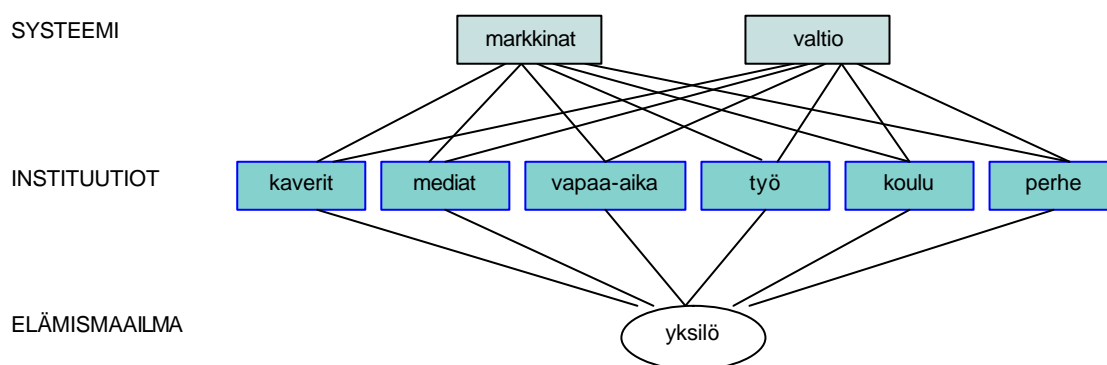 SYSTEEMI
markkinat
valtio
INSTITUUTIOT
kaverit
mediat
vapaa-aika
työ
koulu
perhe
ELÄMISMAAILMA
yksilö